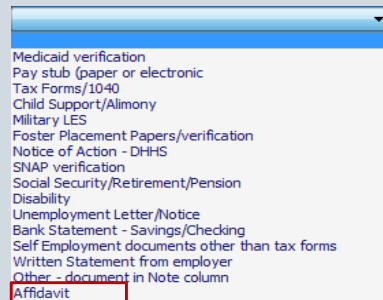 Medicaid verification
Pay stub (paper or electronic
Tax Forms/1040
Child Support/Alimony
Military LES
Foster Placement Papers/verification
Notice of Action - DHHS
SNAP verification
Social Security/Retirement/Pension
Disability
Unemployment Letter/Notice
Bank Statement - Savings/Checking
Self Employment documents other than tax forms
Written Statement from employer
Other - document in Note column
Affidavit